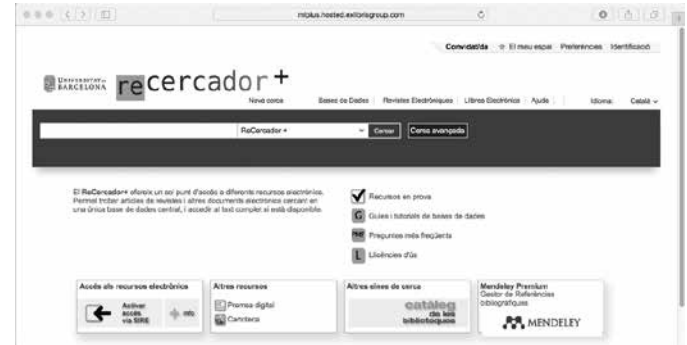 mtplus.hosted.exlibrisgroup.com
Convidat/da El meu espai Preferències Identificació
UNIVERSITAT DE BARCELONA
recercador+
Nova cerca Bases de Dades Revistes Electròniques Llibres Electrònics Ajuda Idioma: Català
ReCercador+ Cercar Cerca avançada
El ReCercador+ ofereix un sol punt d'accés a diferents recursos electrònics.
Permet trobar articles de revistes i altres documents electrònics cercant en
una única base de dades central, i accedir al text complet si està disponible.
Recursos en prova
G Guies i tutorials de bases de dades
PMF Preguntes més freqüents
L Llicències d'ús
Accés als recursos electrònics
Activar
accés
via SIRE
info
Altres recursos
Premsa digital
Cartoteca
Altres eines de cerca
catàleg
de les
biblioteques
Mendeley Premium
Gestor de Referències
bibliogràfiques
MENDELEY